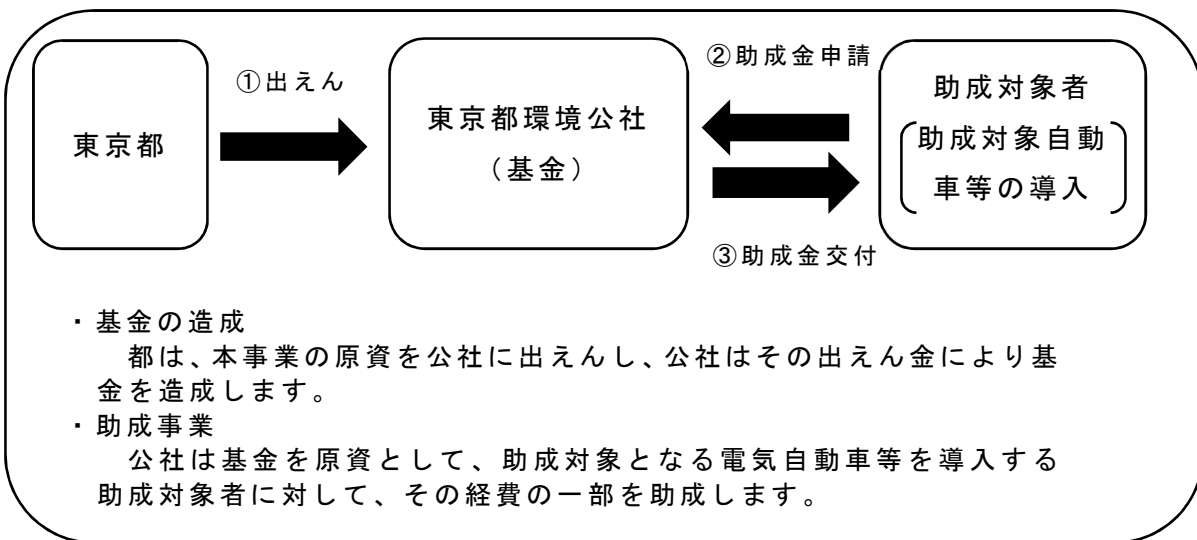 東京都
①出えん
東京都環境公社
（基金）
②助成金申請
③助成金交付
助成対象者
助成対象自動
車等の導入
・基金の造成
都は、本事業の原資を公社に出えんし、公社はその出えん金により基
金を造成します。
・助成事業
公社は基金を原資として、助成対象となる電気自動車等を導入する
助成対象者に対して、その経費の一部を助成します。